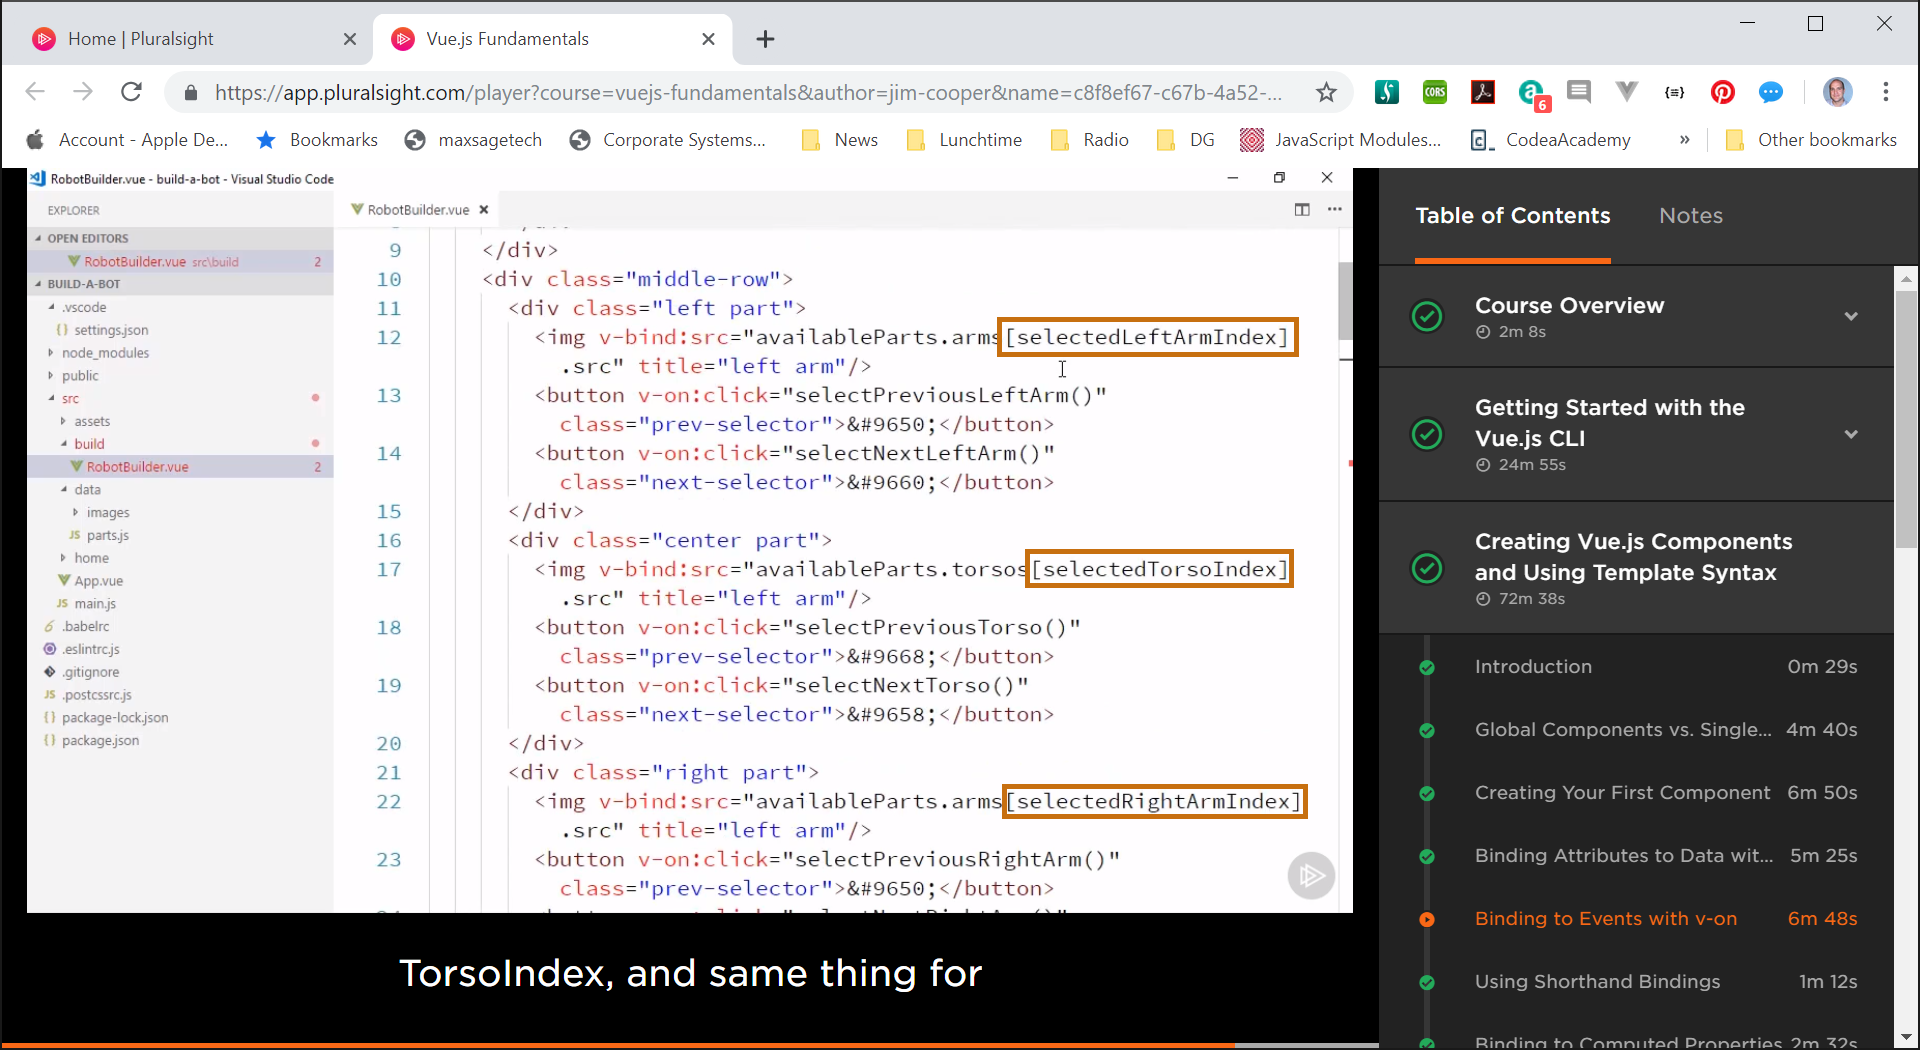 Home | Pluralsight
Vue.js Fundamentals
https://app.pluralsight.com/player?course=vuejs-fundamentals&author=jim-cooper&name=c8f8ef67-c67b-4a52-...
CORS
6
Account - Apple De...
Bookmarks
maxsagetech
Corporate Systems...
News
Lunchtime
Radio
DG
JavaScript Modules...
CodeaAcademy
»
Other bookmarks
RobotBuilder.vue - build-a-bot - Visual Studio Code
EXPLORER
OPEN EDITORS
RobotBuilder.vue src\build 2
BUILD-A-BOT
.vscode
{} settings.json
node_modules
public
src
assets
build
RobotBuilder.vue 2
data
images
JS parts.js
home
App.vue
JS main.js
.babelrc
.eslintrc.js
.gitignore
JS .postcssrc.js
{} package-lock.json
{} package.json
RobotBuilder.vue
9 </div>
10 <div class="middle-row">
11 <div class="left part">
12 <img v-bind:src="availableParts.arms[selectedLeftArmIndex]
.src" title="left arm"/>
13 <button v-on:click="selectPreviousLeftArm()"
class="prev-selector">&#9650;</button>
14 <button v-on:click="selectNextLeftArm()"
class="next-selector">&#9660;</button>
15 </div>
16 <div class="center part">
17 <img v-bind:src="availableParts.torsos[selectedTorsoIndex]
.src" title="left arm"/>
18 <button v-on:click="selectPreviousTorso()"
class="prev-selector">&#9668;</button>
19 <button v-on:click="selectNextTorso()"
class="next-selector">&#9658;</button>
20 </div>
21 <div class="right part">
22 <img v-bind:src="availableParts.arms[selectedRightArmIndex]
.src" title="left arm"/>
23 <button v-on:click="selectPreviousRightArm()"
class="prev-selector">&#9650;</button>
TorsoIndex, and same thing for
Table of Contents
Notes
Course Overview
2m 8s
Getting Started with the
Vue.js CLI
24m 55s
Creating Vue.js Components
and Using Template Syntax
72m 38s
Introduction 0m 29s
Global Components vs. Single... 4m 40s
Creating Your First Component 6m 50s
Binding Attributes to Data wit... 5m 25s
Binding to Events with v-on 6m 48s
Using Shorthand Bindings 1m 12s
Binding to Computed Properties 2m 32s